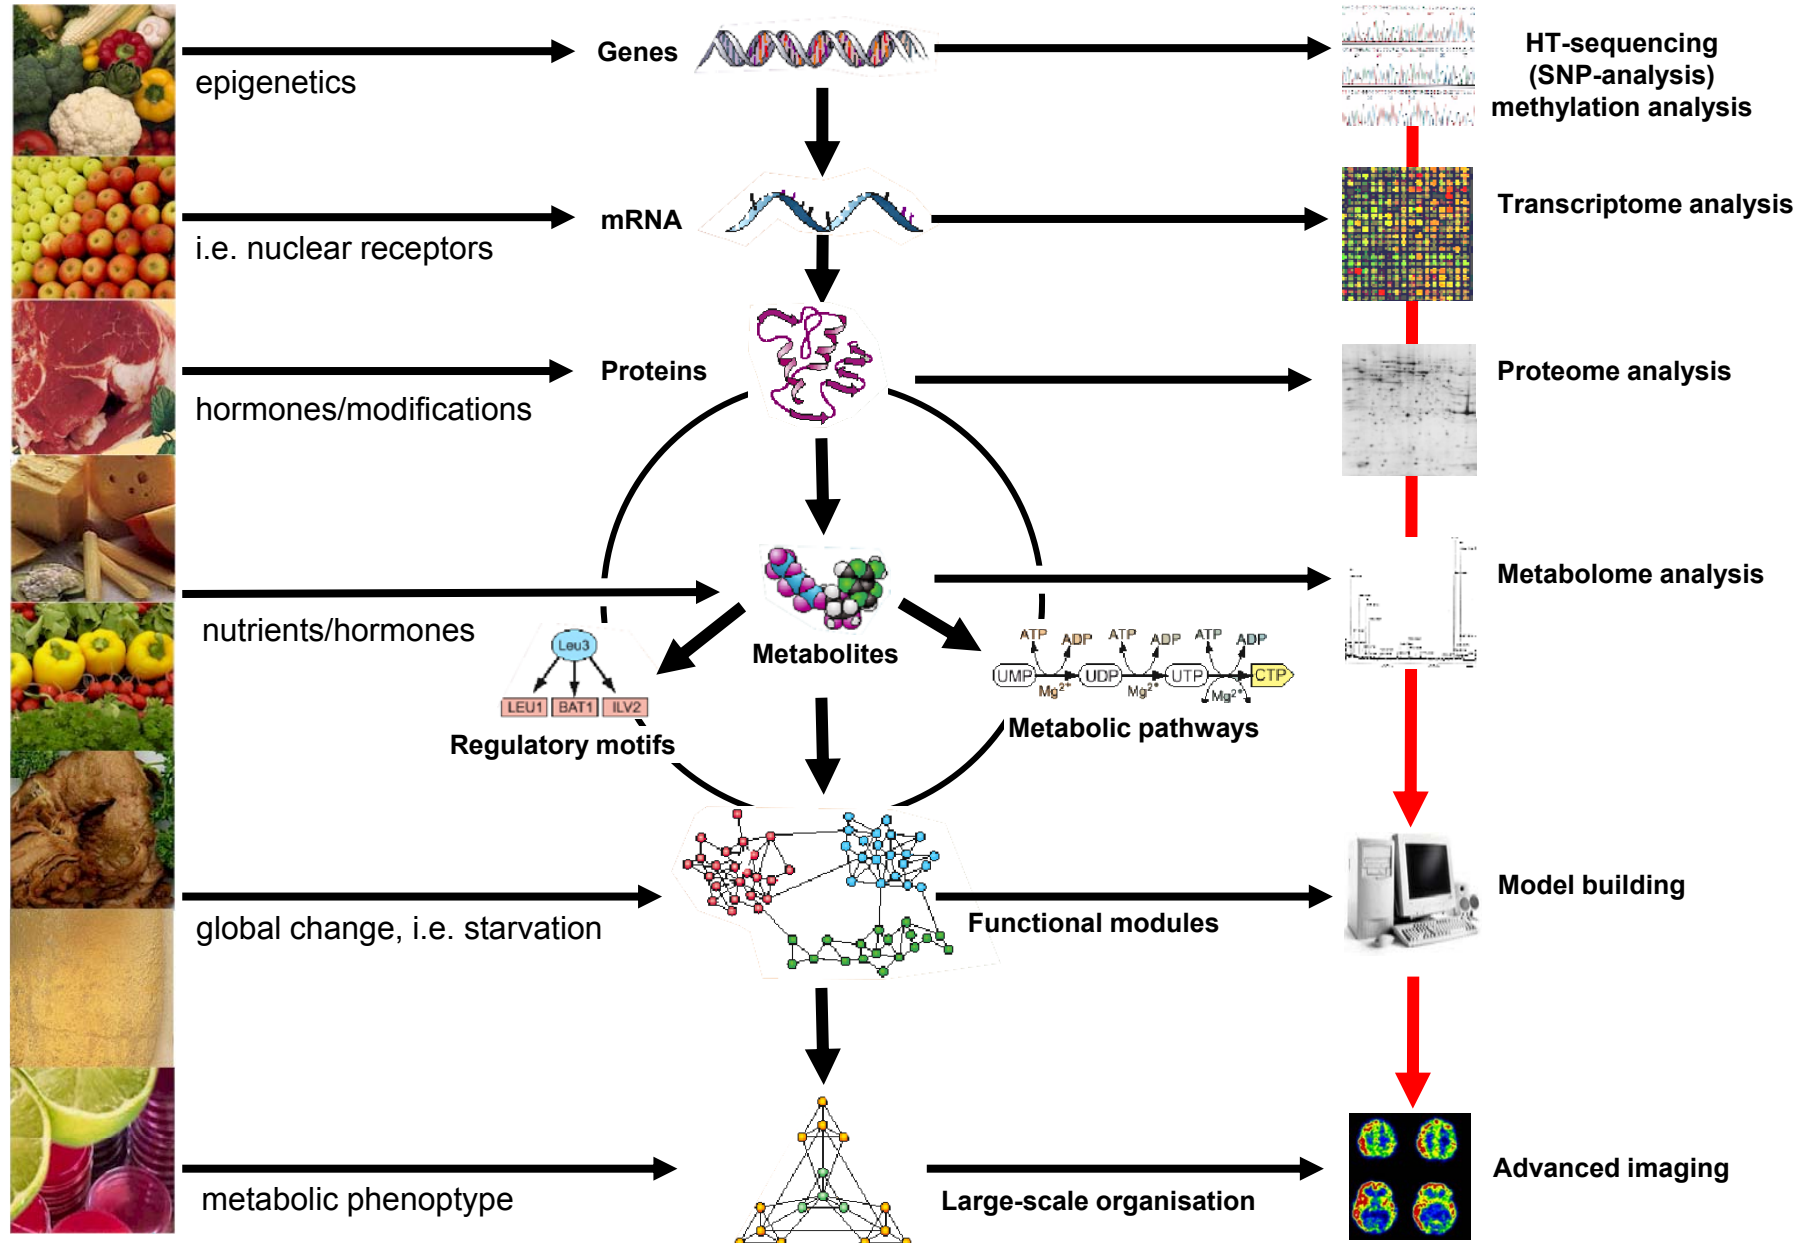 Genes
HT-sequencing
(SNP-analysis)
methylation analysis
epigenetics
mRNA
Transcriptome analysis
i.e. nuclear receptors
Proteins
Proteome analysis
hormones/modifications
Metabolome analysis
nutrients/hormones
Metabolites
Leu3
LEU1 BAT1 ILV2
Regulatory motifs
ATP ADP ATP ADP ATP ADP
UMP UDP UTP CTP
Mg2+ Mg2+ Mg2+
Metabolic pathways
Model building
global change, i.e. starvation
Functional modules
Advanced imaging
metabolic phenoptype
Large-scale organisation